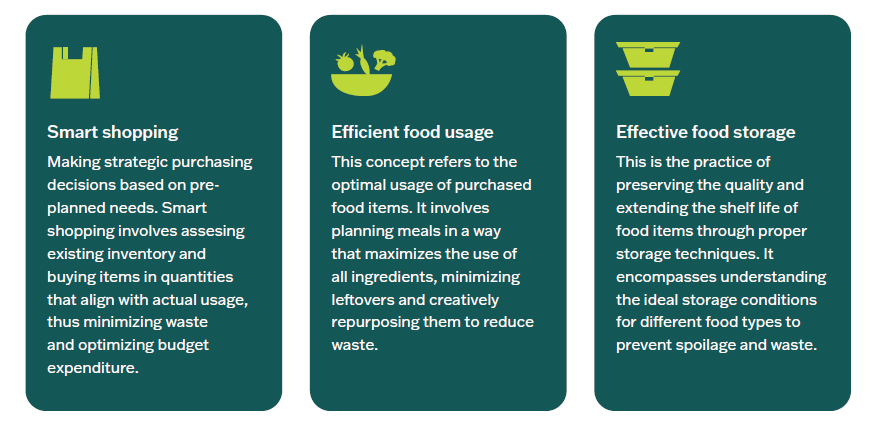 Smart shopping
Making strategic purchasing
decisions based on pre-
planned needs. Smart
shopping involves assesing
existing inventory and
buying items in quantities
that align with actual usage,
thus minimizing waste
and optimizing budget
expenditure.
Efficient food usage
This concept refers to the
optimal usage of purchased
food items. It involves
planning meals in a way
that maximizes the use of
all ingredients, minimizing
leftovers and creatively
repurposing them to reduce
waste.
Effective food storage
This is the practice of
preserving the quality and
extending the shelf life of
food items through proper
storage techniques. It
encompasses understanding
the ideal storage conditions
for different food types to
prevent spoilage and waste.